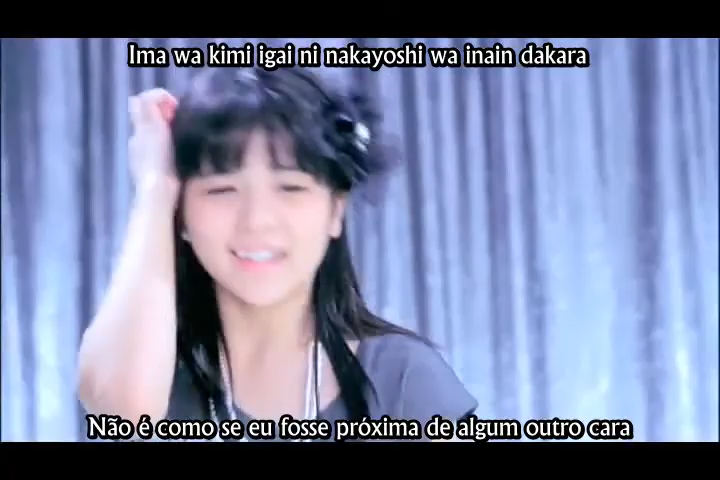 Ima wa kimi igai ni nakayoshi wa inain dakara
Não é como se eu fosse próxima de algum outro cara